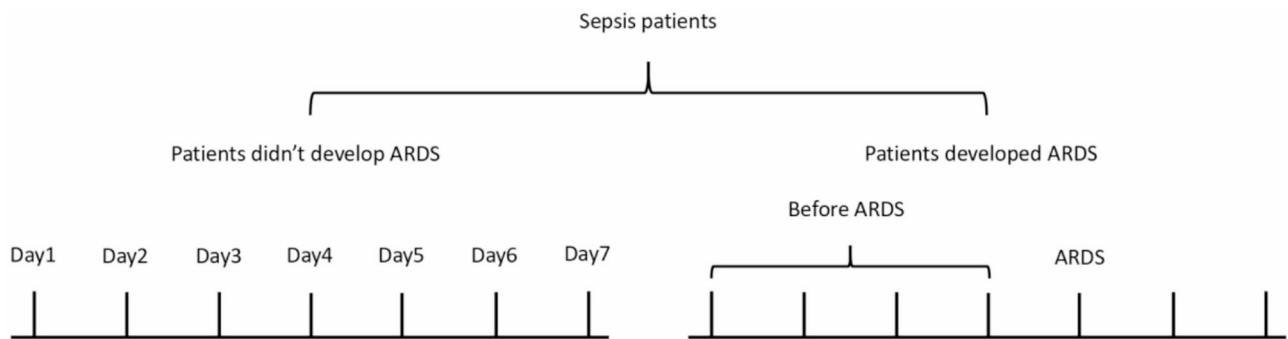 Sepsis patients
Patients didn’t develop ARDS
Patients developed ARDS
Before ARDS
Day1 Day2 Day3 Day4 Day5 Day6 Day7
ARDS